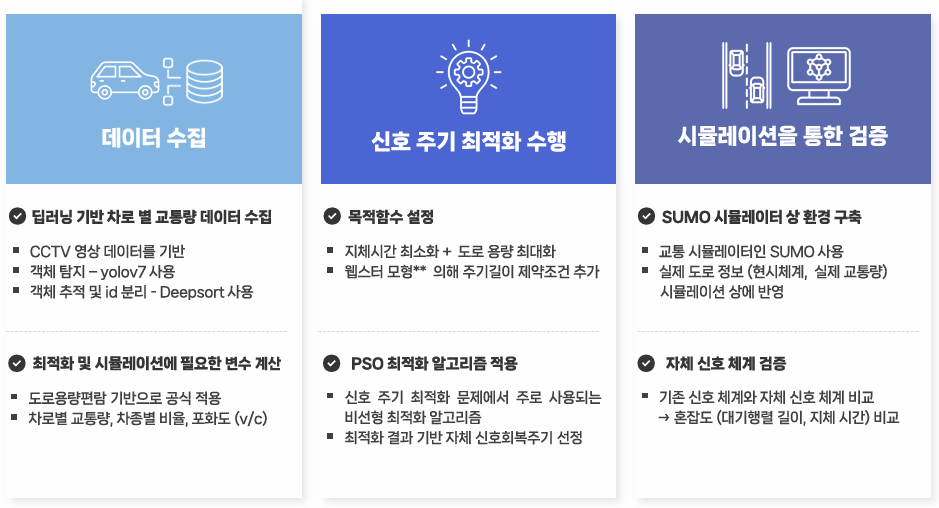 데이터 수집
딥러닝 기반 차로 별 교통량 데이터 수집
CCTV 영상 데이터를 기반
객체 탐지 – yolov7 사용
객체 추적 및 id 분리 - Deepsort 사용
최적화 및 시뮬레이션에 필요한 변수 계산
도로용량편람 기반으로 공식 적용
차로별 교통량, 차종별 비율, 포화도 (v/c)
신호 주기 최적화 수행
목적함수 설정
지체시간 최소화 + 도로 용량 최대화
웹스터 모형** 의해 주기길이 제약조건 추가
PSO 최적화 알고리즘 적용
신호 주기 최적화 문제에서 주로 사용되는
비선형 최적화 알고리즘
최적화 결과 기반 자체 신호회복주기 선정
시뮬레이션을 통한 검증
SUMO 시뮬레이터 상 환경 구축
교통 시뮬레이터인 SUMO 사용
실제 도로 정보 (현시체계, 실제 교통량)
시뮬레이션 상에 반영
자체 신호 체계 검증
기존 신호 체계와 자체 신호 체계 비교
→ 혼잡도 (대기행렬 길이, 지체 시간) 비교